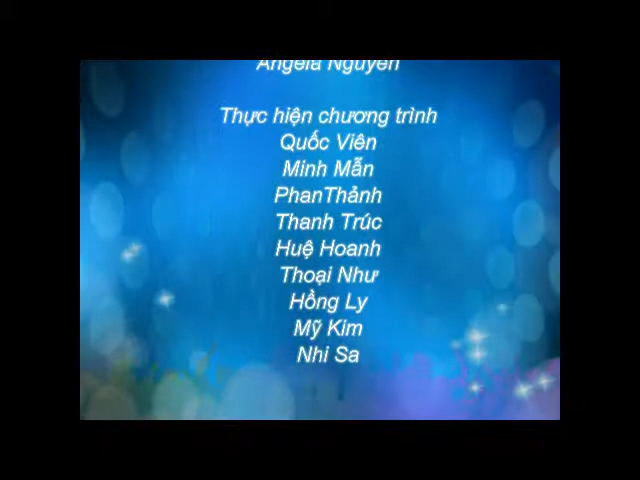 Angela Nguyen
Thực hiện chương trình
Quốc Viên
Minh Mẫn
PhanThảnh
Thanh Trúc
Huệ Hoanh
Thoại Như
Hồng Ly
Mỹ Kim
Nhi Sa